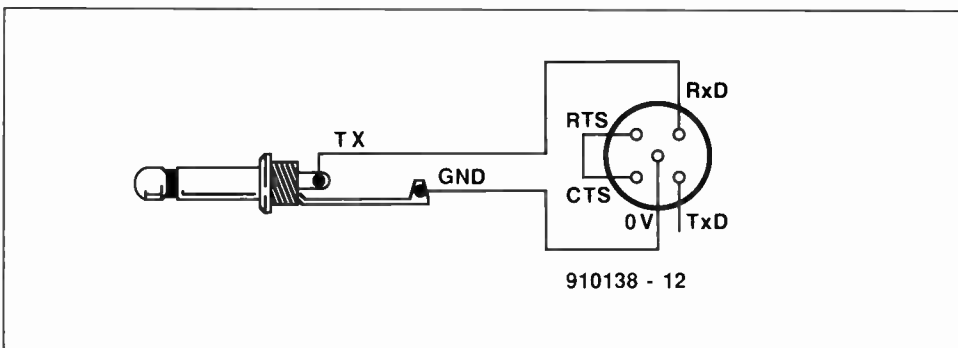 RxD
RTS
TX
GND
CTS
0V
TxD
910138 - 12